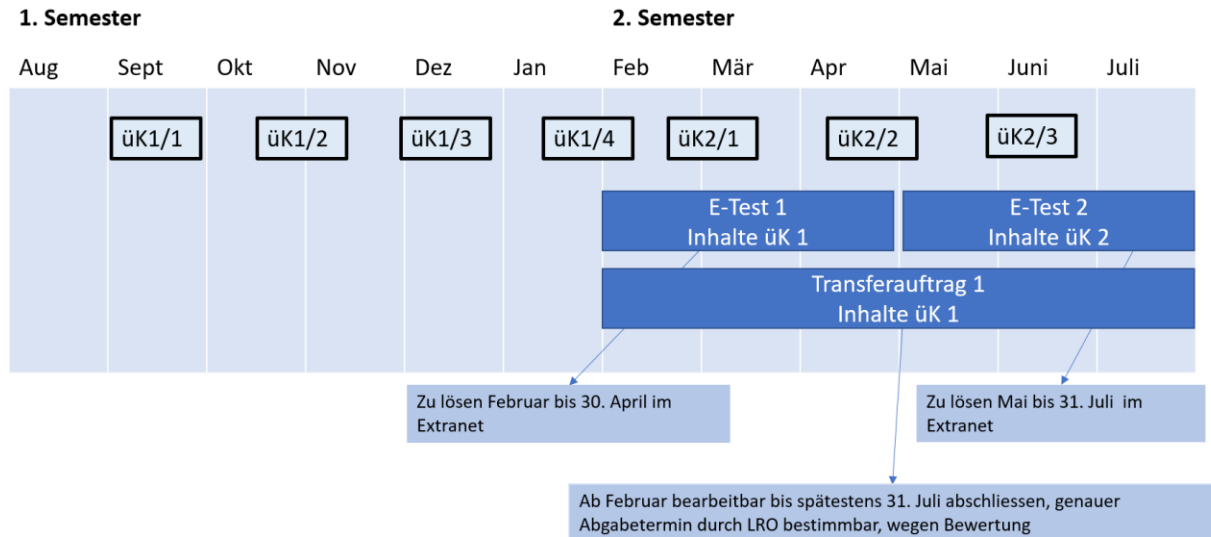 1. Semester
2. Semester
Aug Sept Okt Nov Dez Jan Feb Mär Apr Mai Juni Juli
üK1/1 üK1/2 üK1/3 üK1/4 üK2/1 üK2/2 üK2/3
E-Test 1
Inhalte üK 1
E-Test 2
Inhalte üK 2
Transferauftrag 1
Inhalte üK 1
Zu lösen Februar bis 30. April im
Extranet
Zu lösen Mai bis 31. Juli im
Extranet
Ab Februar bearbeitbar bis spätestens 31. Juli abschliessen, genauer
Abgabetermin durch LRO bestimmbar, wegen Bewertung